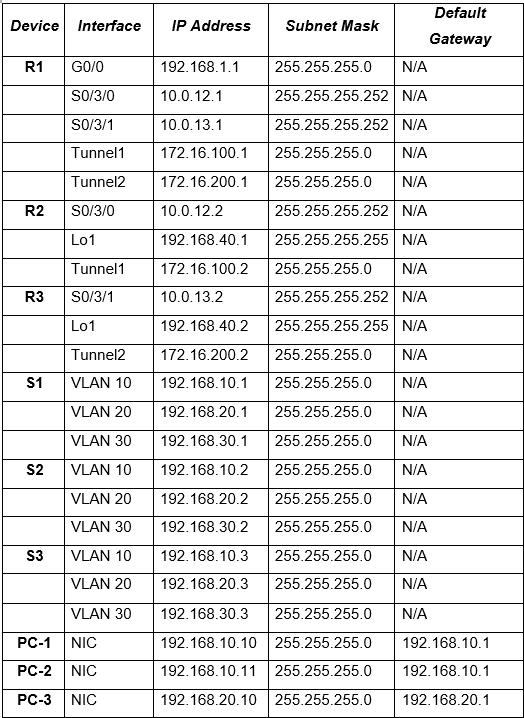 Device Interface IP Address Subnet Mask Default Gateway
R1 G0/0 192.168.1.1 255.255.255.0 N/A
S0/3/0 10.0.12.1 255.255.255.252 N/A
S0/3/1 10.0.13.1 255.255.255.252 N/A
Tunnel1 172.16.100.1 255.255.255.0 N/A
Tunnel2 172.16.200.1 255.255.255.0 N/A
R2 S0/3/0 10.0.12.2 255.255.255.252 N/A
Lo1 192.168.40.1 255.255.255.255 N/A
Tunnel1 172.16.100.2 255.255.255.0 N/A
R3 S0/3/1 10.0.13.2 255.255.255.252 N/A
Lo1 192.168.40.2 255.255.255.255 N/A
Tunnel2 172.16.200.2 255.255.255.0 N/A
S1 VLAN 10 192.168.10.1 255.255.255.0 N/A
VLAN 20 192.168.20.1 255.255.255.0 N/A
VLAN 30 192.168.30.1 255.255.255.0 N/A
S2 VLAN 10 192.168.10.2 255.255.255.0 N/A
VLAN 20 192.168.20.2 255.255.255.0 N/A
VLAN 30 192.168.30.2 255.255.255.0 N/A
S3 VLAN 10 192.168.10.3 255.255.255.0 N/A
VLAN 20 192.168.20.3 255.255.255.0 N/A
VLAN 30 192.168.30.3 255.255.255.0 N/A
PC-1 NIC 192.168.10.10 255.255.255.0 192.168.10.1
PC-2 NIC 192.168.10.11 255.255.255.0 192.168.10.1
PC-3 NIC 192.168.20.10 255.255.255.0 192.168.20.1